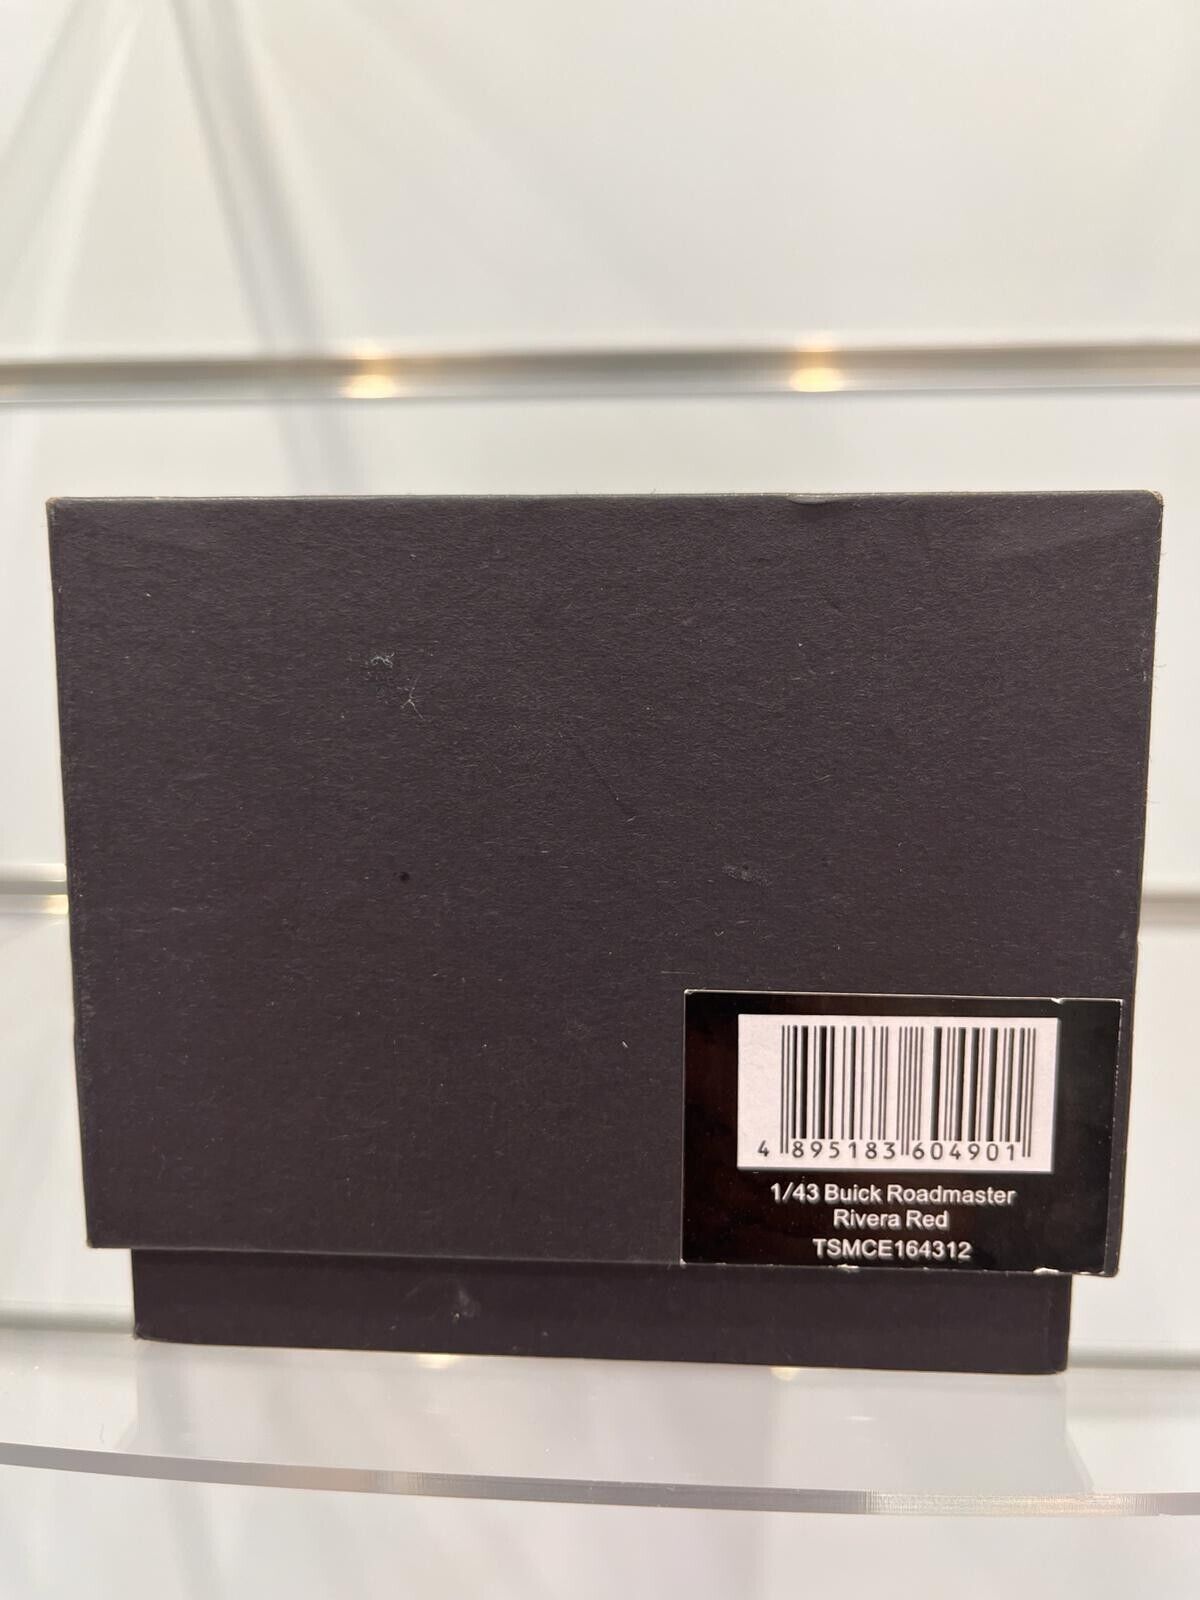 4 895183 604901
1/43 Buick Roadmaster
Rivera Red
TSMCE164312